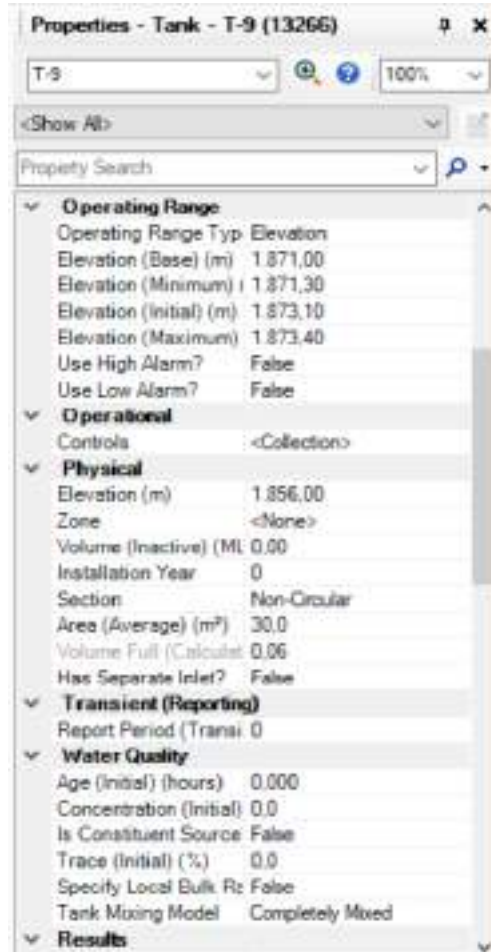 Properties - Tank - T-9 (13266)
T-9
100%
<Show All>
Property Search
Operating Range
Operating Range Typ Elevation
Elevation (Base) (m) 1.871,00
Elevation (Minimum) ( 1.871,30
Elevation (Initial) (m) 1.873,10
Elevation (Maximum) 1.873,40
Use High Alarm? False
Use Low Alarm? False
Operational
Controls <Collection>
Physical
Elevation (m) 1.856,00
Zone <None>
Volume (Inactive) (ML 0,00
Installation Year 0
Section Non-Circular
Area (Average) (m²) 30,0
Volume Full (Calculat 0,06
Has Separate Inlet? False
Transient (Reporting)
Report Period (Transi 0
Water Quality
Age (Initial) (hours) 0,000
Concentration (Initial) 0,0
Is Constituent Source False
Trace (Initial) (%) 0,0
Specify Local Bulk Ra False
Tank Mixing Model Completely Mixed
Results